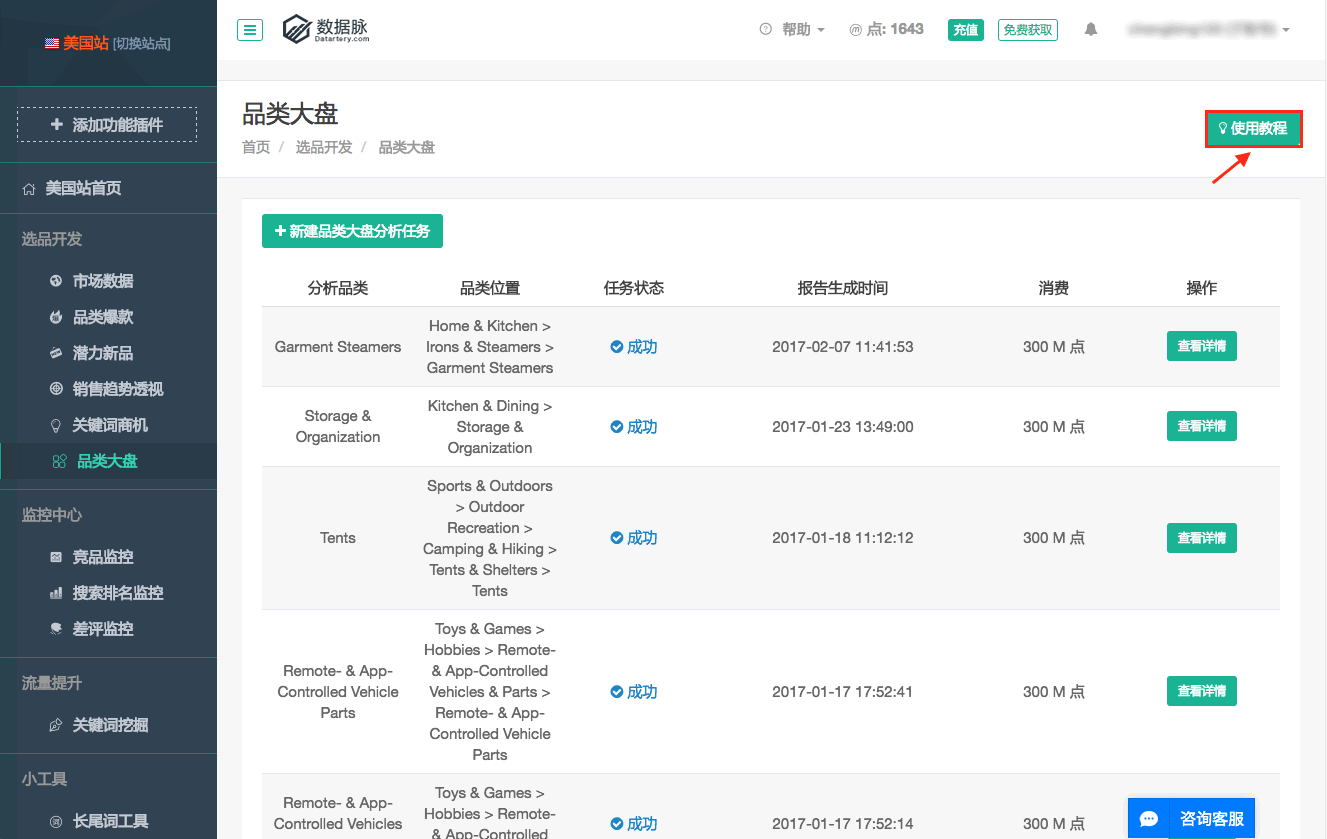 美国站 [切换站点]
添加功能插件
美国站首页
选品开发
市场数据
品类爆款
潜力新品
销售趋势透视
关键词商机
品类大盘
监控中心
竞品监控
搜索排名监控
差评监控
流量提升
关键词挖掘
小工具
长尾词工具
数据脉
Datartery.com
帮助
点: 1643
充值
免费获取
品类大盘
首页 / 选品开发 / 品类大盘
使用教程
新建品类大盘分析任务
分析品类 品类位置 任务状态 报告生成时间 消费 操作
Garment Steamers
Home & Kitchen >
Irons & Steamers >
Garment Steamers
成功
2017-02-07 11:41:53
300 M 点
查看详情
Storage &
Organization
Kitchen & Dining >
Storage &
Organization
成功
2017-01-23 13:49:00
300 M 点
查看详情
Tents
Sports & Outdoors
> Outdoor
Recreation >
Camping & Hiking >
Tents & Shelters >
Tents
成功
2017-01-18 11:12:12
300 M 点
查看详情
Remote- & App-
Controlled Vehicle
Parts
Toys & Games >
Hobbies > Remote-
& App-Controlled
Vehicles & Parts >
Remote- & App-
Controlled Vehicle
Parts
成功
2017-01-17 17:52:41
300 M 点
查看详情
Remote- & App-
Controlled Vehicles
Toys & Games >
Hobbies > Remote-
& App-Controlled
成功
2017-01-17 17:52:14
300 M 点
咨询客服